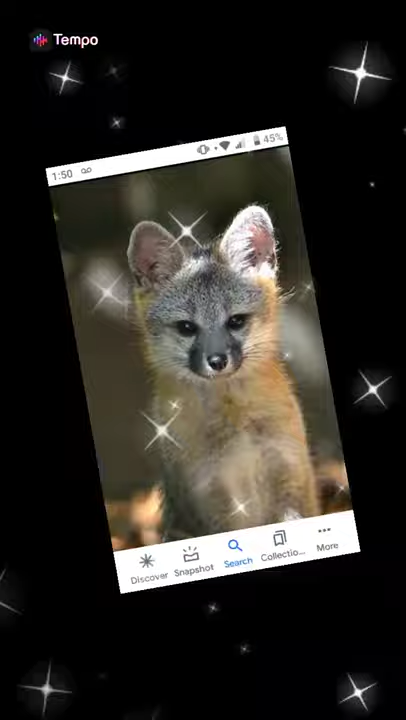 Tempo
1:50
45%
Discover
Snapshot
Search
Collectio...
More